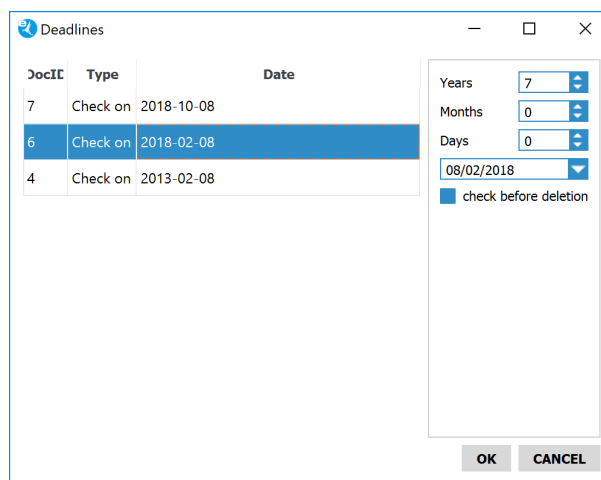 Deadlines
DocID Type Date
7 Check on 2018-10-08
6 Check on 2018-02-08
4 Check on 2013-02-08
Years 7
Months 0
Days 0
08/02/2018
check before deletion
OK CANCEL